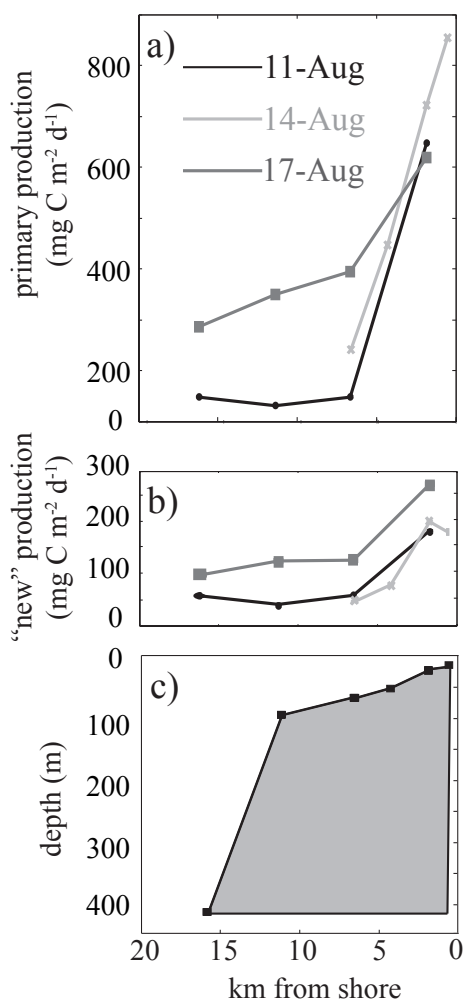 a)
11-Aug
14-Aug
17-Aug
800
600
400
200
0
primary production
(mg C m-2 d-1)
b)
300
200
100
0
“new” production
(mg C m-2 d-1)
c)
0
100
200
300
400
depth (m)
20 15 10 5 0
km from shore